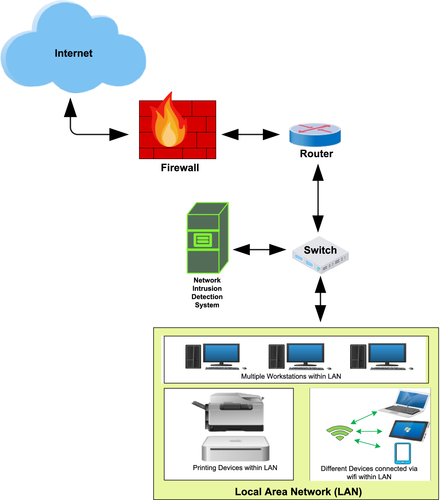 Internet
Firewall
Router
Network
Intrusion
Detection
System
Switch
Multiple Workstations within LAN
Printing Devices within LAN
Different Devices connected via
wifi within LAN
Local Area Network (LAN)